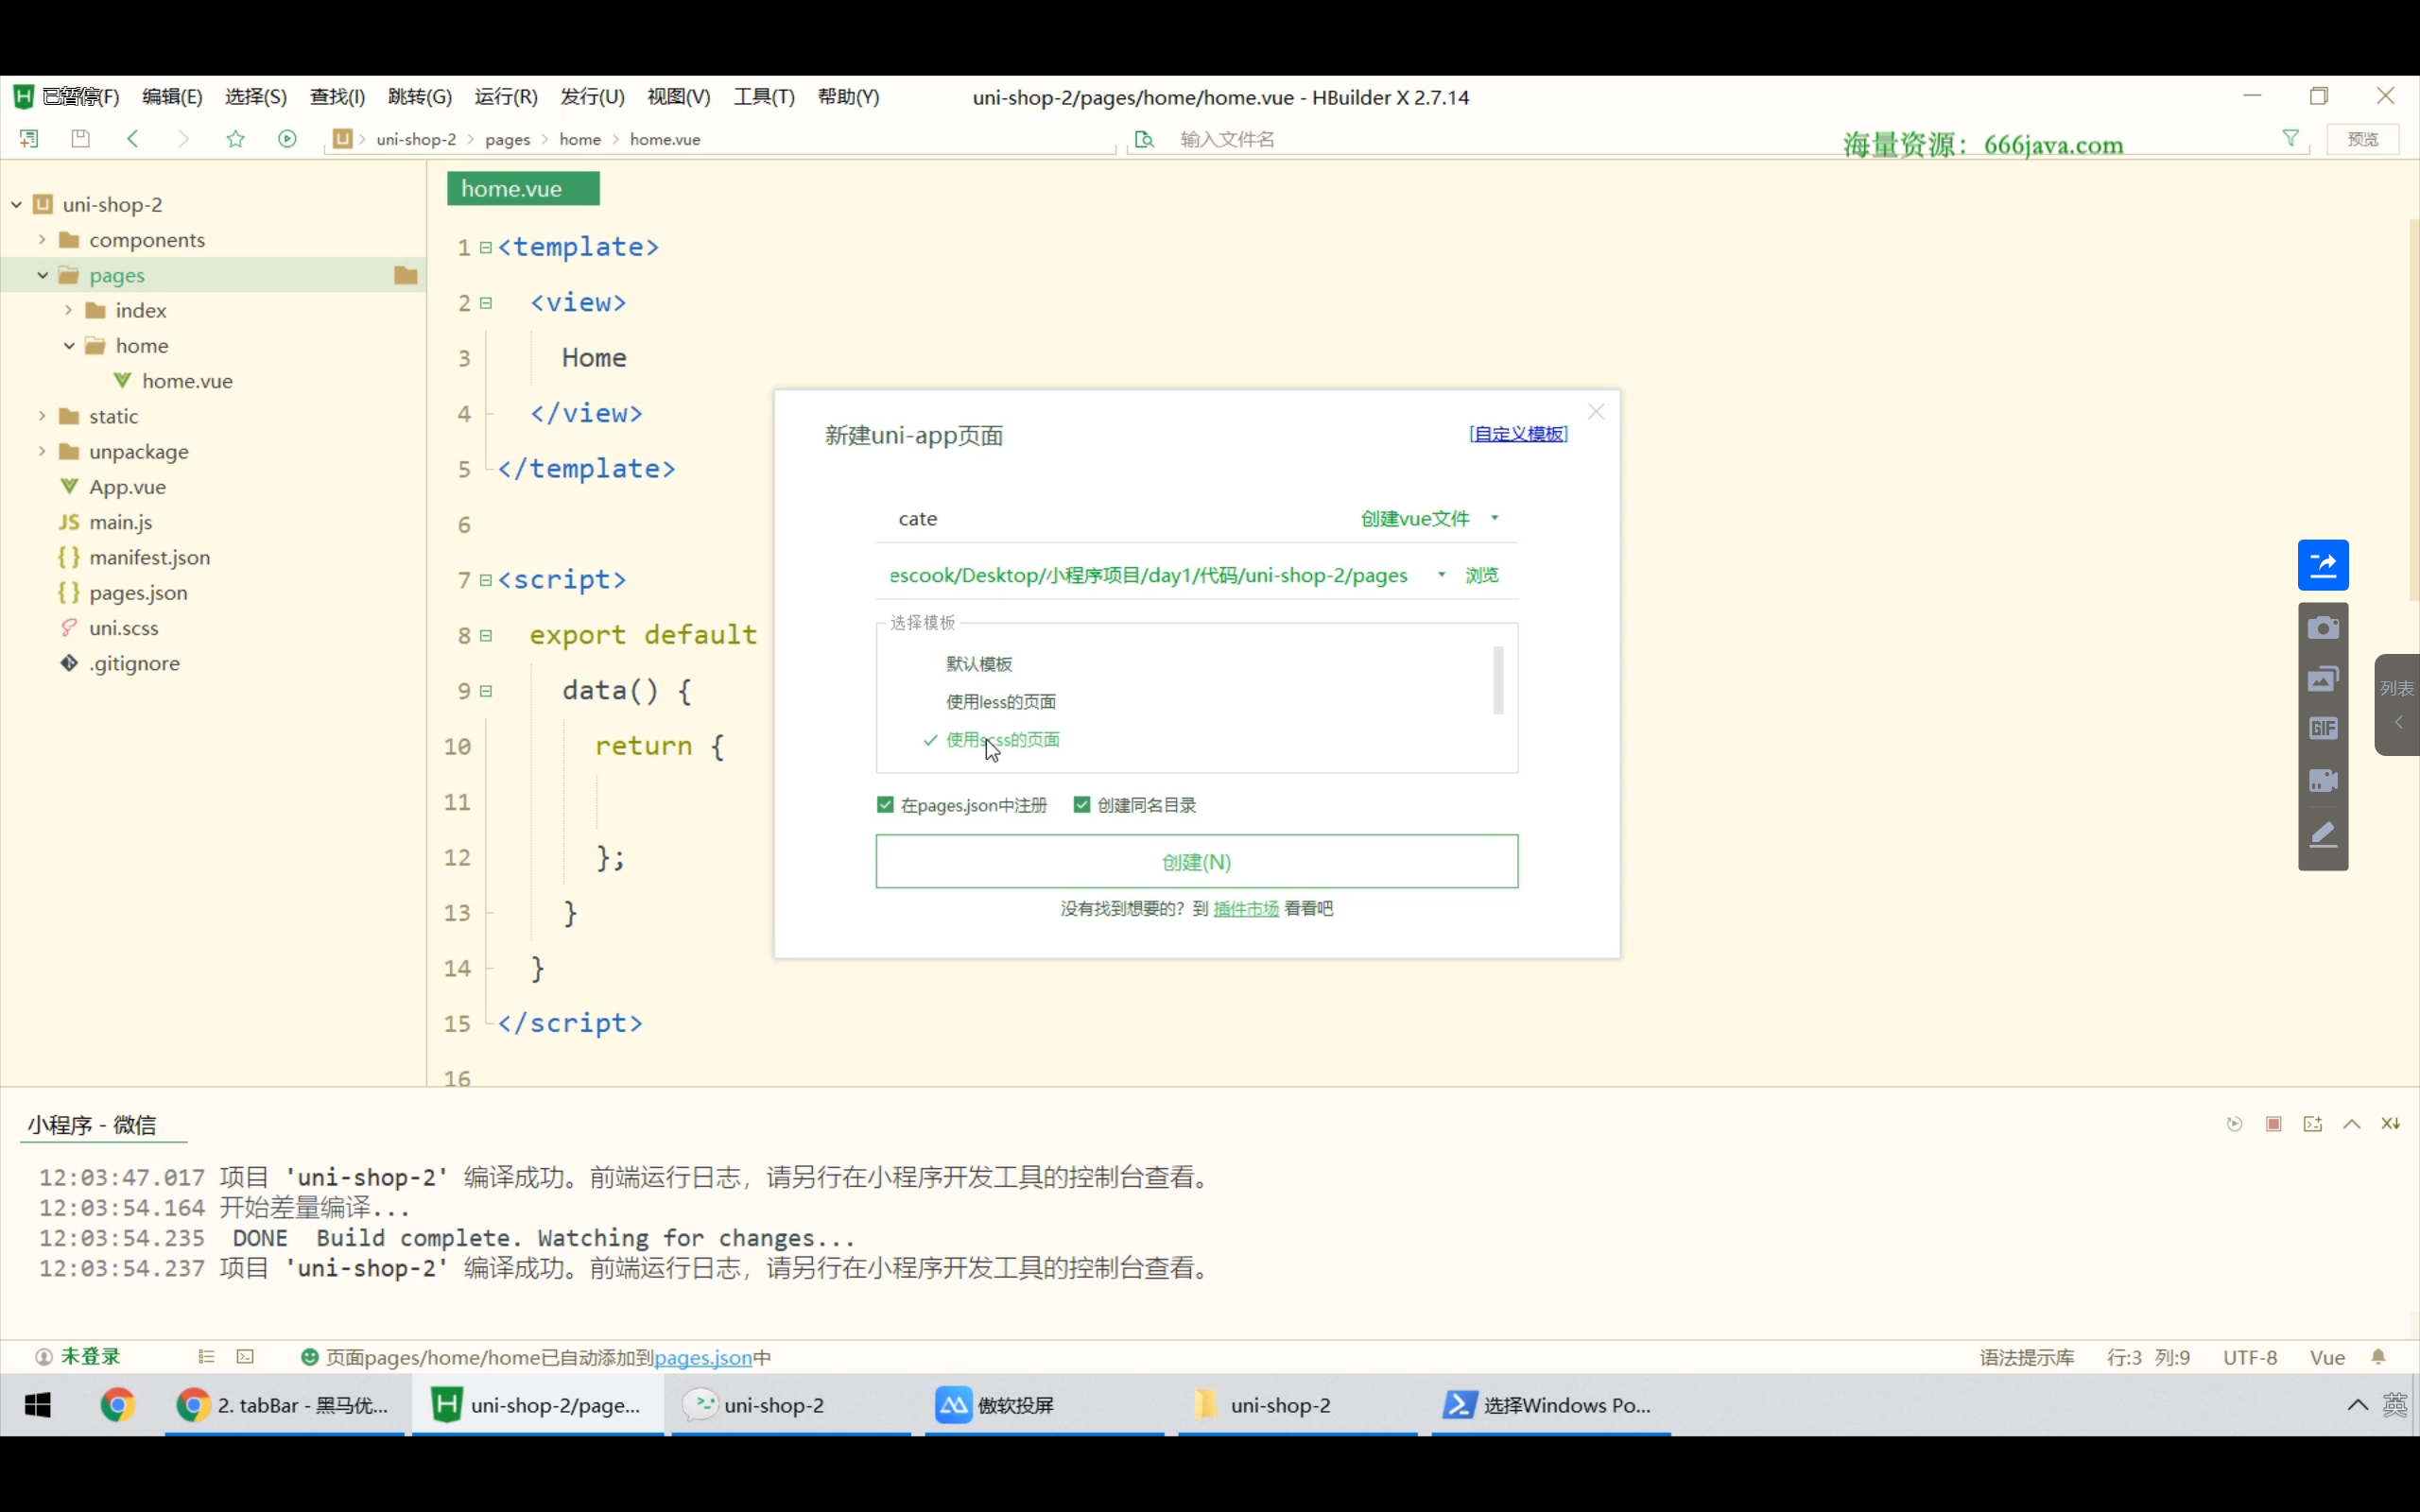 已暂停(F) 编辑(E) 选择(S) 查找(I) 跳转(G) 运行(R) 发行(U) 视图(V) 工具(T) 帮助(Y) uni-shop-2/pages/home/home.vue - HBuilder X 2.7.14
uni-shop-2 pages home home.vue 输入文件名 预览
海量资源：666java.com
uni-shop-2
components
pages
index
home
home.vue
static
unpackage
App.vue
JS main.js
manifest.json
pages.json
uni.scss
.gitignore
home.vue
1 <template>
2 <view>
3 Home
4 </view>
5 </template>
6
7 <script>
8 export default
9 data() {
10 return {
11
12 };
13 }
14 }
15 </script>
16
新建uni-app页面 [自定义模板]
cate 创建vue文件
escook/Desktop/小程序项目/day1/代码/uni-shop-2/pages 浏览
选择模板
默认模板
使用less的页面
使用scss的页面
在pages.json中注册 创建同名目录
创建(N)
没有找到想要的？到 插件市场 看看吧
GIF
列表
小程序 - 微信
12:03:47.017 项目 'uni-shop-2' 编译成功。前端运行日志，请另行在小程序开发工具的控制台查看。
12:03:54.164 开始差量编译...
12:03:54.235 DONE Build complete. Watching for changes...
12:03:54.237 项目 'uni-shop-2' 编译成功。前端运行日志，请另行在小程序开发工具的控制台查看。
未登录 页面pages/home/home已自动添加到pages.json中 语法提示库 行:3 列:9 UTF-8 Vue
2. tabBar - 黑马优... uni-shop-2/page... uni-shop-2 傲软投屏 uni-shop-2 选择Windows Po... 英